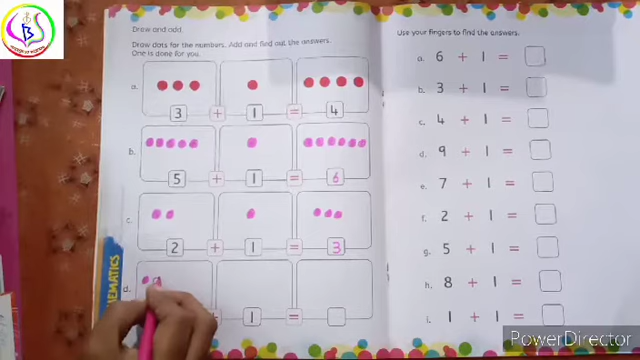 Draw and add
Draw dots for the numbers. Add and find out the answers.
One is done for you.
a.
3 + 1 = 4
b.
5 + 1 = 6
c.
2 + 1 = 3
d.
+ 1 =
MATICS
Use your fingers to find the answers.
a. 6 + 1 =
b. 3 + 1 =
c. 4 + 1 =
d. 9 + 1 =
e. 7 + 1 =
f. 2 + 1 =
g. 5 + 1 =
h. 8 + 1 =
i. 1 + 1 =
PowerDirector